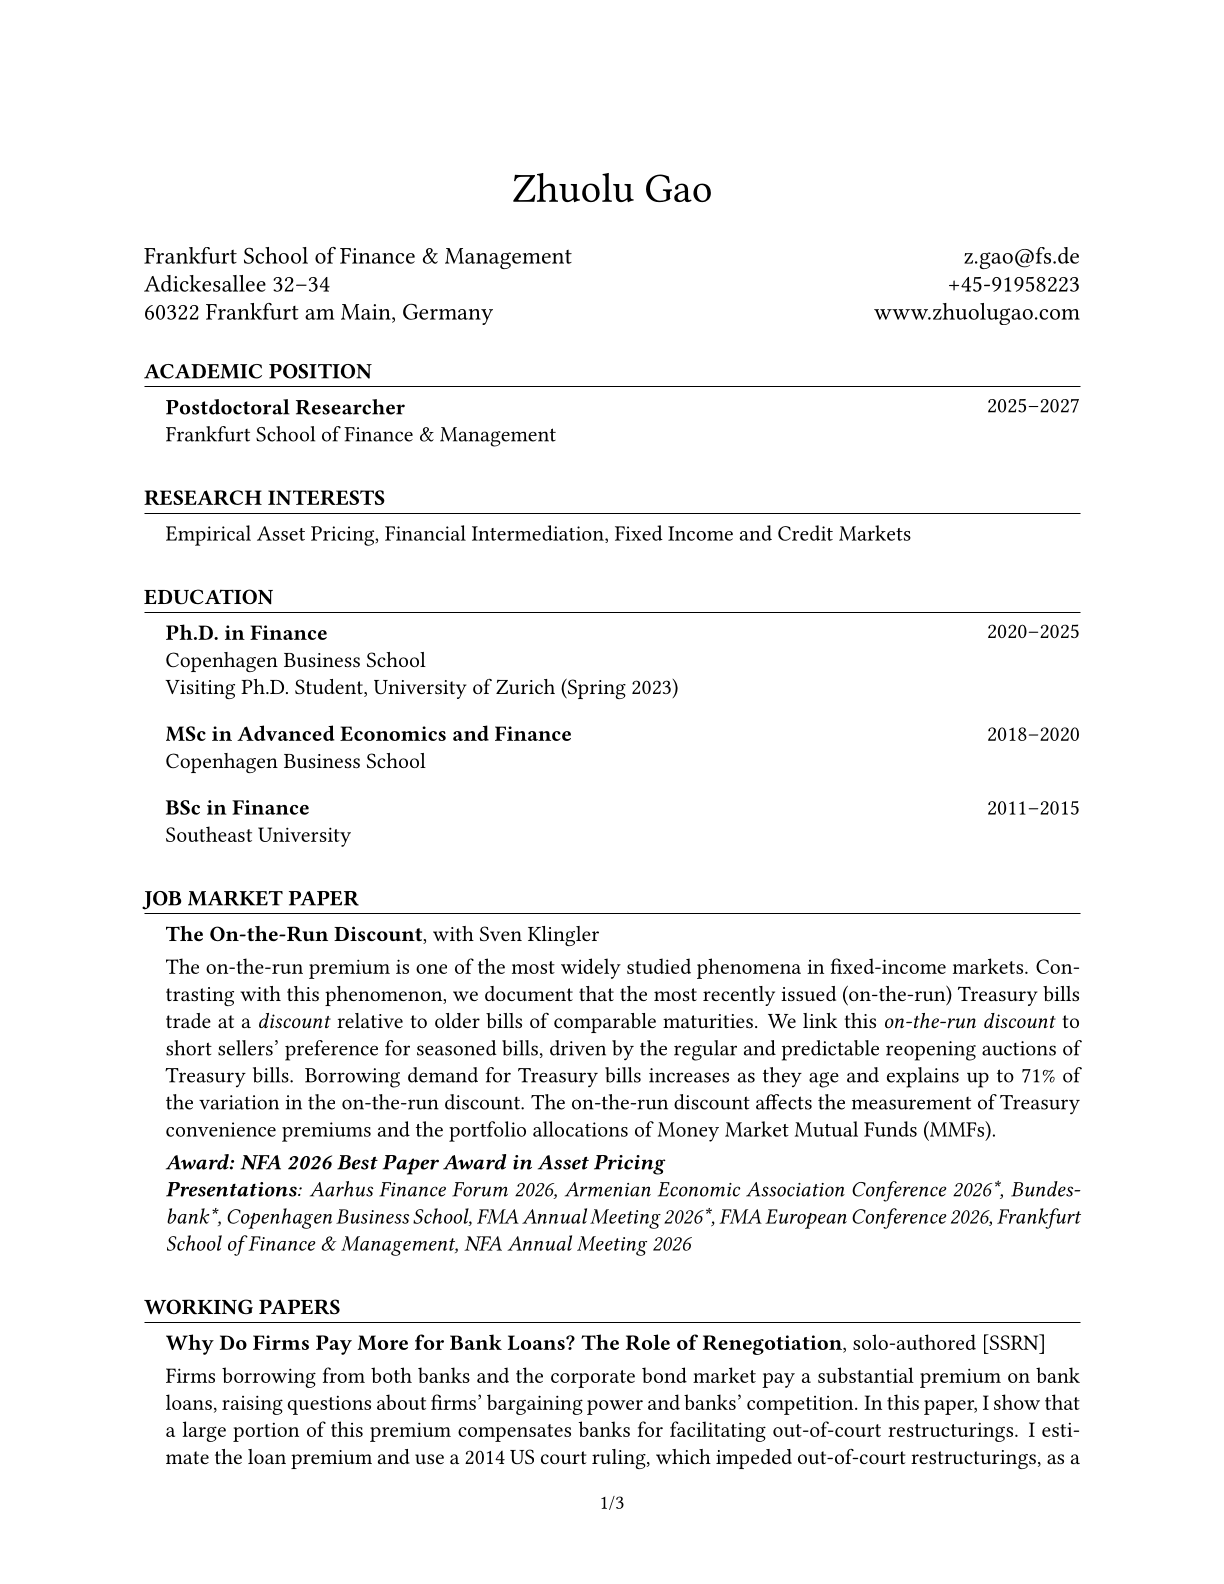 Zhuolu Gao
Frankfurt School of Finance & Management
Adickesallee 32–34
60322 Frankfurt am Main, Germany
z.gao@fs.de
+45-91958223
www.zhuolugao.com
ACADEMIC POSITION
Postdoctoral Researcher 2025–2027
Frankfurt School of Finance & Management
RESEARCH INTERESTS
Empirical Asset Pricing, Financial Intermediation, Fixed Income and Credit Markets
EDUCATION
Ph.D. in Finance 2020–2025
Copenhagen Business School
Visiting Ph.D. Student, University of Zurich (Spring 2023)
MSc in Advanced Economics and Finance 2018–2020
Copenhagen Business School
BSc in Finance 2011–2015
Southeast University
JOB MARKET PAPER
The On-the-Run Discount, with Sven Klingler
The on-the-run premium is one of the most widely studied phenomena in fixed-income markets. Con-
trasting with this phenomenon, we document that the most recently issued (on-the-run) Treasury bills
trade at a discount relative to older bills of comparable maturities. We link this on-the-run discount to
short sellers’ preference for seasoned bills, driven by the regular and predictable reopening auctions of
Treasury bills. Borrowing demand for Treasury bills increases as they age and explains up to 71% of
the variation in the on-the-run discount. The on-the-run discount affects the measurement of Treasury
convenience premiums and the portfolio allocations of Money Market Mutual Funds (MMFs).
Award: NFA 2026 Best Paper Award in Asset Pricing
Presentations: Aarhus Finance Forum 2026, Armenian Economic Association Conference 2026*, Bundes-
bank*, Copenhagen Business School, FMA Annual Meeting 2026*, FMA European Conference 2026, Frankfurt
School of Finance & Management, NFA Annual Meeting 2026
WORKING PAPERS
Why Do Firms Pay More for Bank Loans? The Role of Renegotiation, solo-authored [SSRN]
Firms borrowing from both banks and the corporate bond market pay a substantial premium on bank
loans, raising questions about firms’ bargaining power and banks’ competition. In this paper, I show that
a large portion of this premium compensates banks for facilitating out-of-court restructurings. I esti-
mate the loan premium and use a 2014 US court ruling, which impeded out-of-court restructurings, as a
1/3